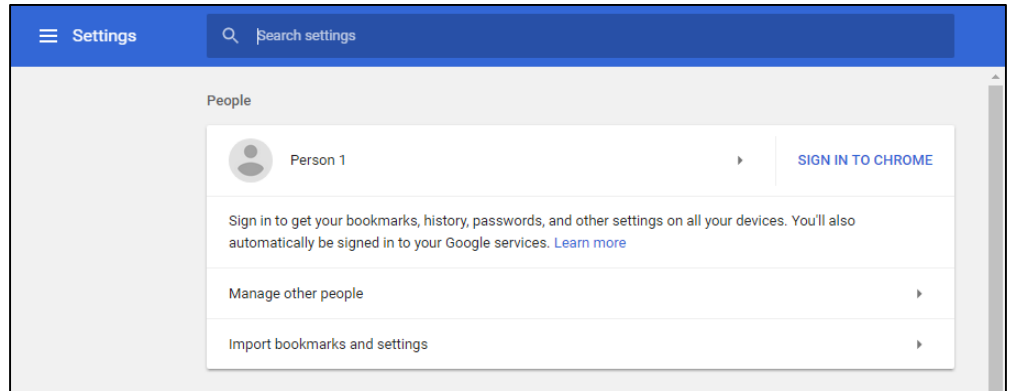 Settings
Search settings
People
Person 1
SIGN IN TO CHROME
Sign in to get your bookmarks, history, passwords, and other settings on all your devices. You'll also
automatically be signed in to your Google services. Learn more
Manage other people
Import bookmarks and settings